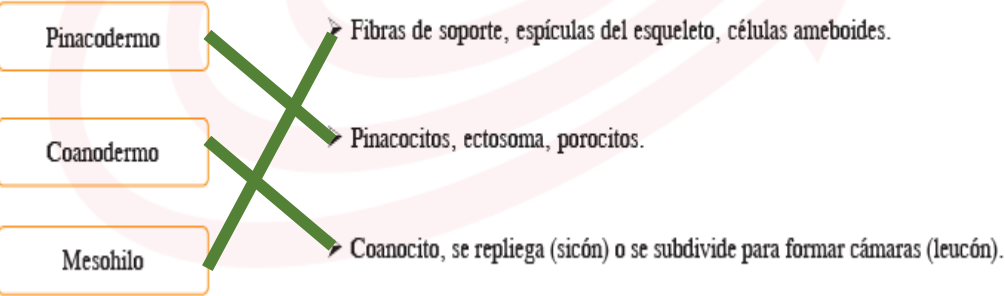 Pinacodermo
Fibras de soporte, espículas del esqueleto, células ameboides.
Coanodermo
Pinacocitos, ectosoma, porocitos.
Mesohilo
Coanocito, se repliega (sicón) o se subdivide para formar cámaras (leucón).